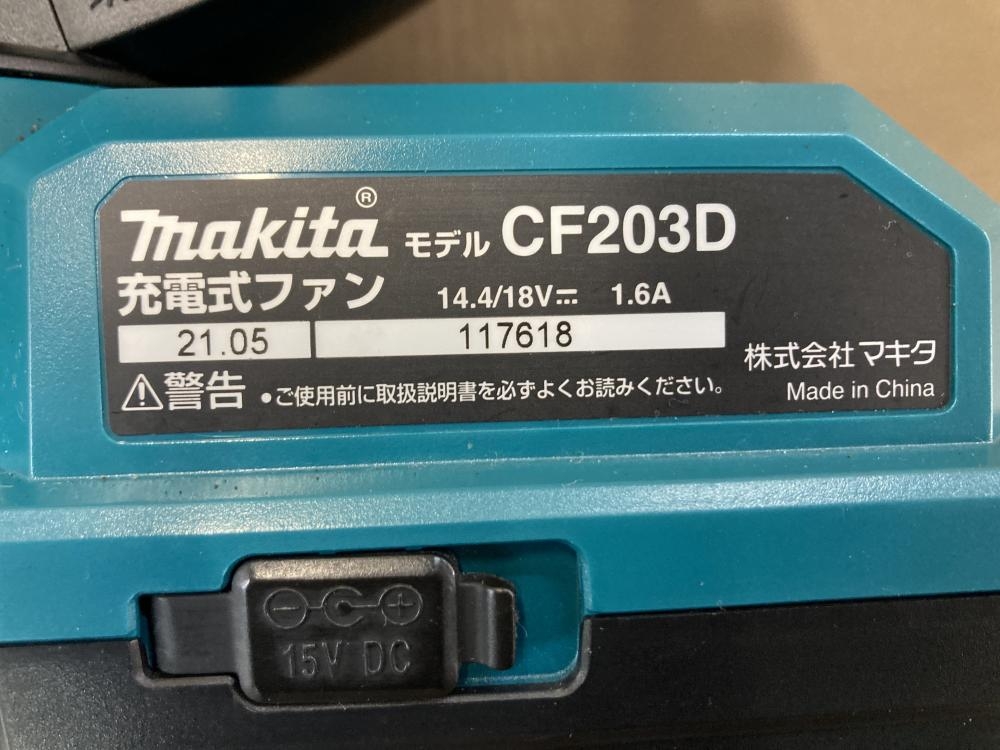 makita® モデル CF203D
充電式ファン 14.4/18V⎓ 1.6A
21.05 117618
株式会社マキタ
⚠警告 •ご使用前に取扱説明書を必ずよくお読みください。
Made in China
15V DC